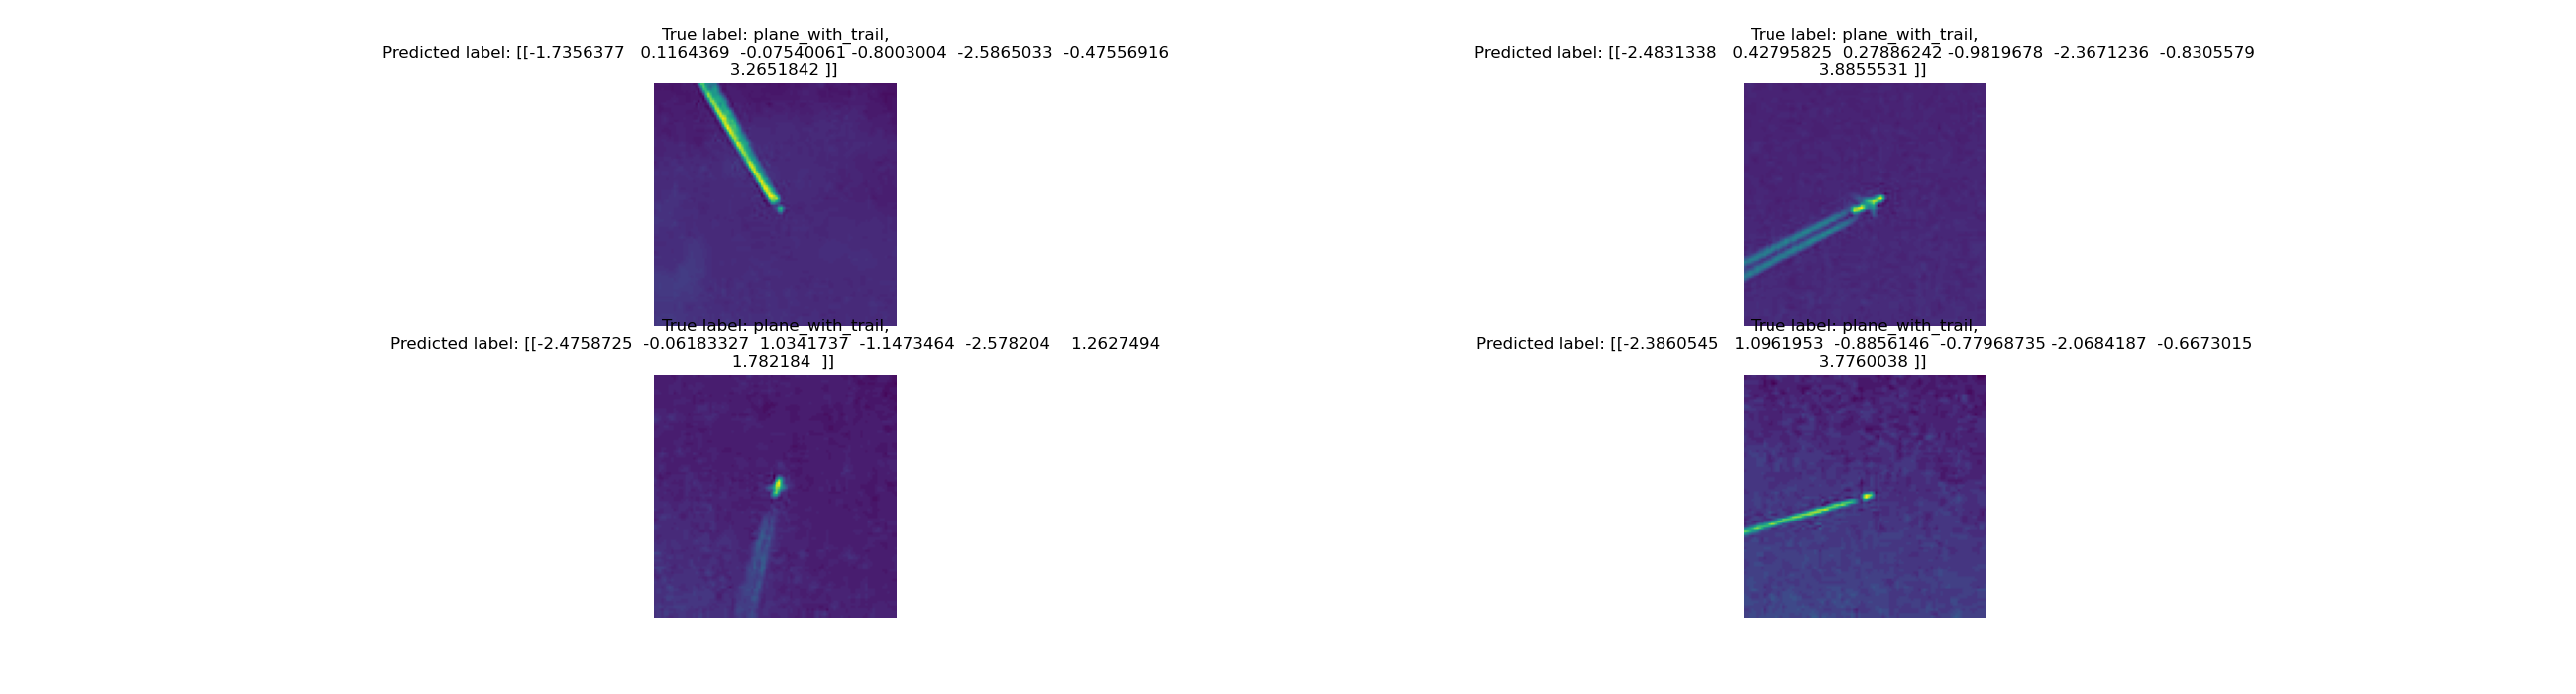 True label: plane_with_trail,
Predicted label: [[-1.7356377 0.1164369 -0.07540061 -0.8003004 -2.5865033 -0.47556916
3.2651842 ]]
True label: plane_with_trail,
Predicted label: [[-2.4831338 0.42795825 0.27886242 -0.9819678 -2.3671236 -0.8305579
3.8855531 ]]
True label: plane_with_trail,
Predicted label: [[-2.4758725 -0.06183327 1.0341737 -1.1473464 -2.578204 1.2627494
1.782184 ]]
True label: plane_with_trail,
Predicted label: [[-2.3860545 1.0961953 -0.8856146 -0.77968735 -2.0684187 -0.6673015
3.7760038 ]]